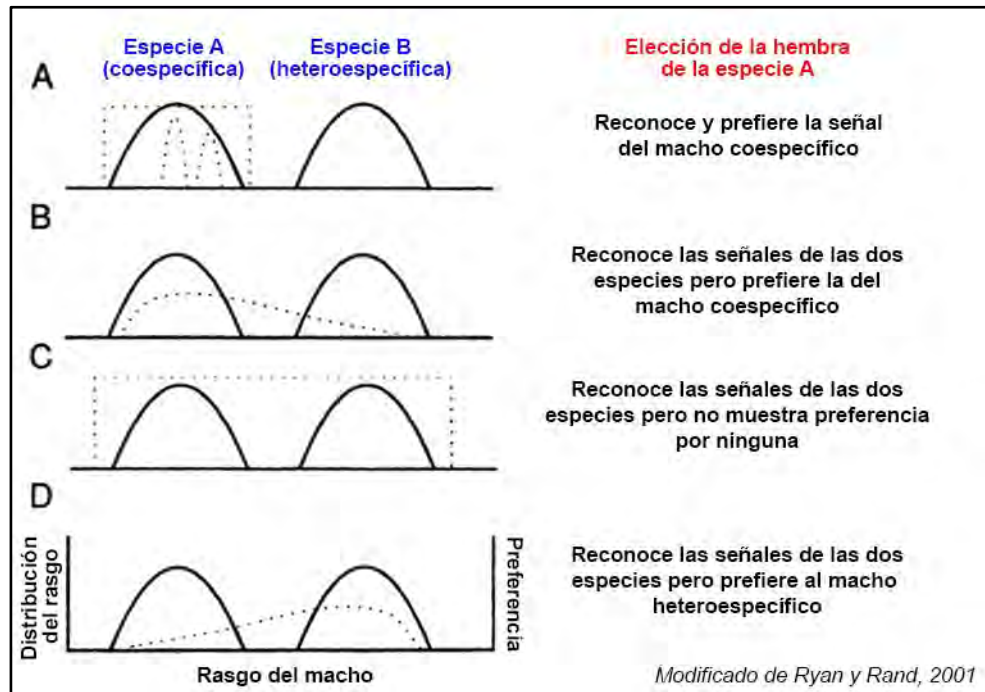 Especie A
(coespecífica)
Especie B
(heteroespecífica)
Elección de la hembra
de la especie A
A
Reconoce y prefiere la señal
del macho coespecífico
B
Reconoce las señales de las dos
especies pero prefiere la del
macho coespecífico
C
Reconoce las señales de las dos
especies pero no muestra preferencia
por ninguna
D
Distribución
del rasgo
Preferencia
Reconoce las señales de las dos
especies pero prefiere al macho
heteroespecífico
Rasgo del macho
Modificado de Ryan y Rand, 2001